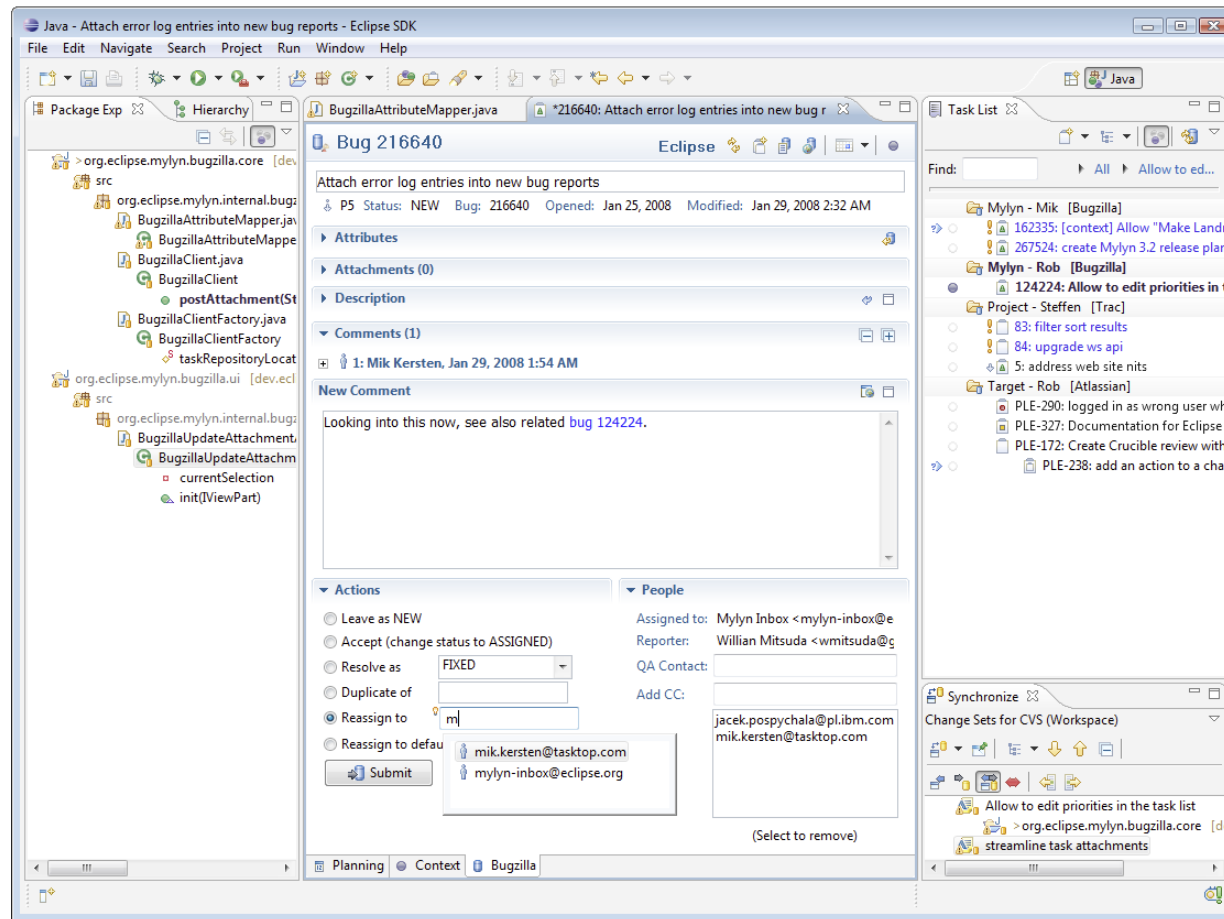 Java - Attach error log entries into new bug reports - Eclipse SDK
File Edit Navigate Search Project Run Window Help
Java
Package Exp Hierarchy
>org.eclipse.mylyn.bugzilla.core [dev
src
org.eclipse.mylyn.internal.bugz
BugzillaAttributeMapper.jav
BugzillaAttributeMappe
BugzillaClient.java
BugzillaClient
postAttachment(St
BugzillaClientFactory.java
BugzillaClientFactory
taskRepositoryLocat
org.eclipse.mylyn.bugzilla.ui [dev.ecl
src
org.eclipse.mylyn.internal.bugz
BugzillaUpdateAttachment
BugzillaUpdateAttachm
currentSelection
init(IViewPart)
BugzillaAttributeMapper.java *216640: Attach error log entries into new bug r
Bug 216640 Eclipse
Attach error log entries into new bug reports
P5 Status: NEW Bug: 216640 Opened: Jan 25, 2008 Modified: Jan 29, 2008 2:32 AM
Attributes
Attachments (0)
Description
Comments (1)
1: Mik Kersten, Jan 29, 2008 1:54 AM
New Comment
Looking into this now, see also related bug 124224.
Actions
Leave as NEW
Accept (change status to ASSIGNED)
Resolve as FIXED
Duplicate of
Reassign to m
Reassign to defau
mik.kersten@tasktop.com
mylyn-inbox@eclipse.org
Submit
People
Assigned to: Mylyn Inbox <mylyn-inbox@e
Reporter: Willian Mitsuda <wmitsuda@g
QA Contact:
Add CC:
jacek.pospychala@pl.ibm.com
mik.kersten@tasktop.com
(Select to remove)
Planning Context Bugzilla
Task List
Find: All Allow to ed...
Mylyn - Mik [Bugzilla]
162335: [context] Allow "Make Landr
267524: create Mylyn 3.2 release plan
Mylyn - Rob [Bugzilla]
124224: Allow to edit priorities in t
Project - Steffen [Trac]
83: filter sort results
84: upgrade ws api
5: address web site nits
Target - Rob [Atlassian]
PLE-290: logged in as wrong user wh
PLE-327: Documentation for Eclipse
PLE-172: Create Crucible review with
PLE-238: add an action to a cha
Synchronize
Change Sets for CVS (Workspace)
Allow to edit priorities in the task list
>org.eclipse.mylyn.bugzilla.core [d
streamline task attachments